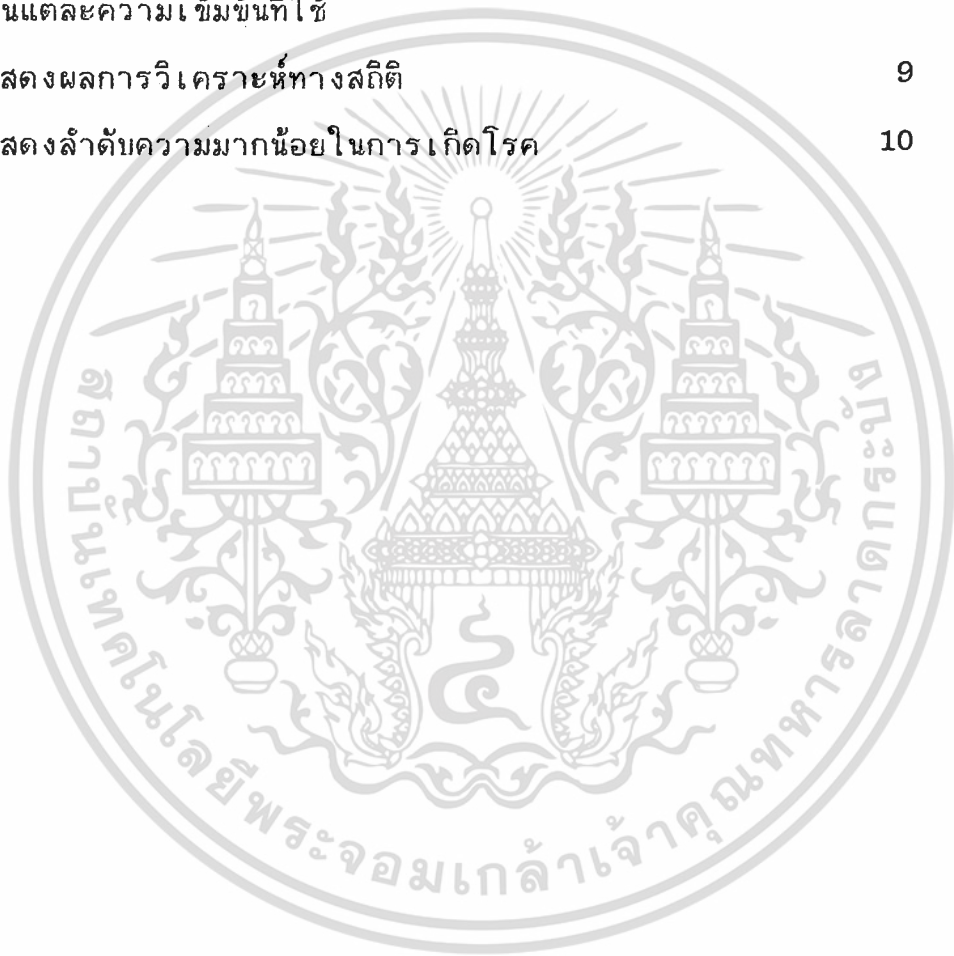 นแต่ละความเข้มข้นที่ใช้
สดงผลการวิเคราะห์ทางสถิติ 9
สดงลำดับความมากน้อยในการเกิดโรค 10
สถาบันเทคโนโลยีพระจอมเกล้าเจ้าคุณทหารลาดกระบัง